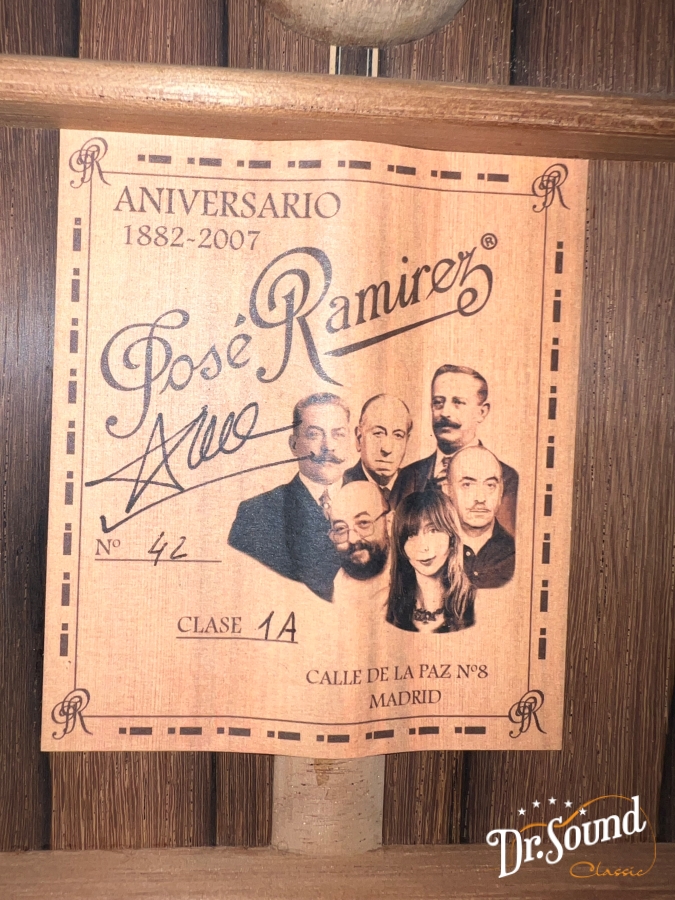 ANIVERSARIO
1882-2007
José Ramirez®
Nº 42
CLASE 1A
CALLE DE LA PAZ Nº8
MADRID
Dr.Sound
Classic